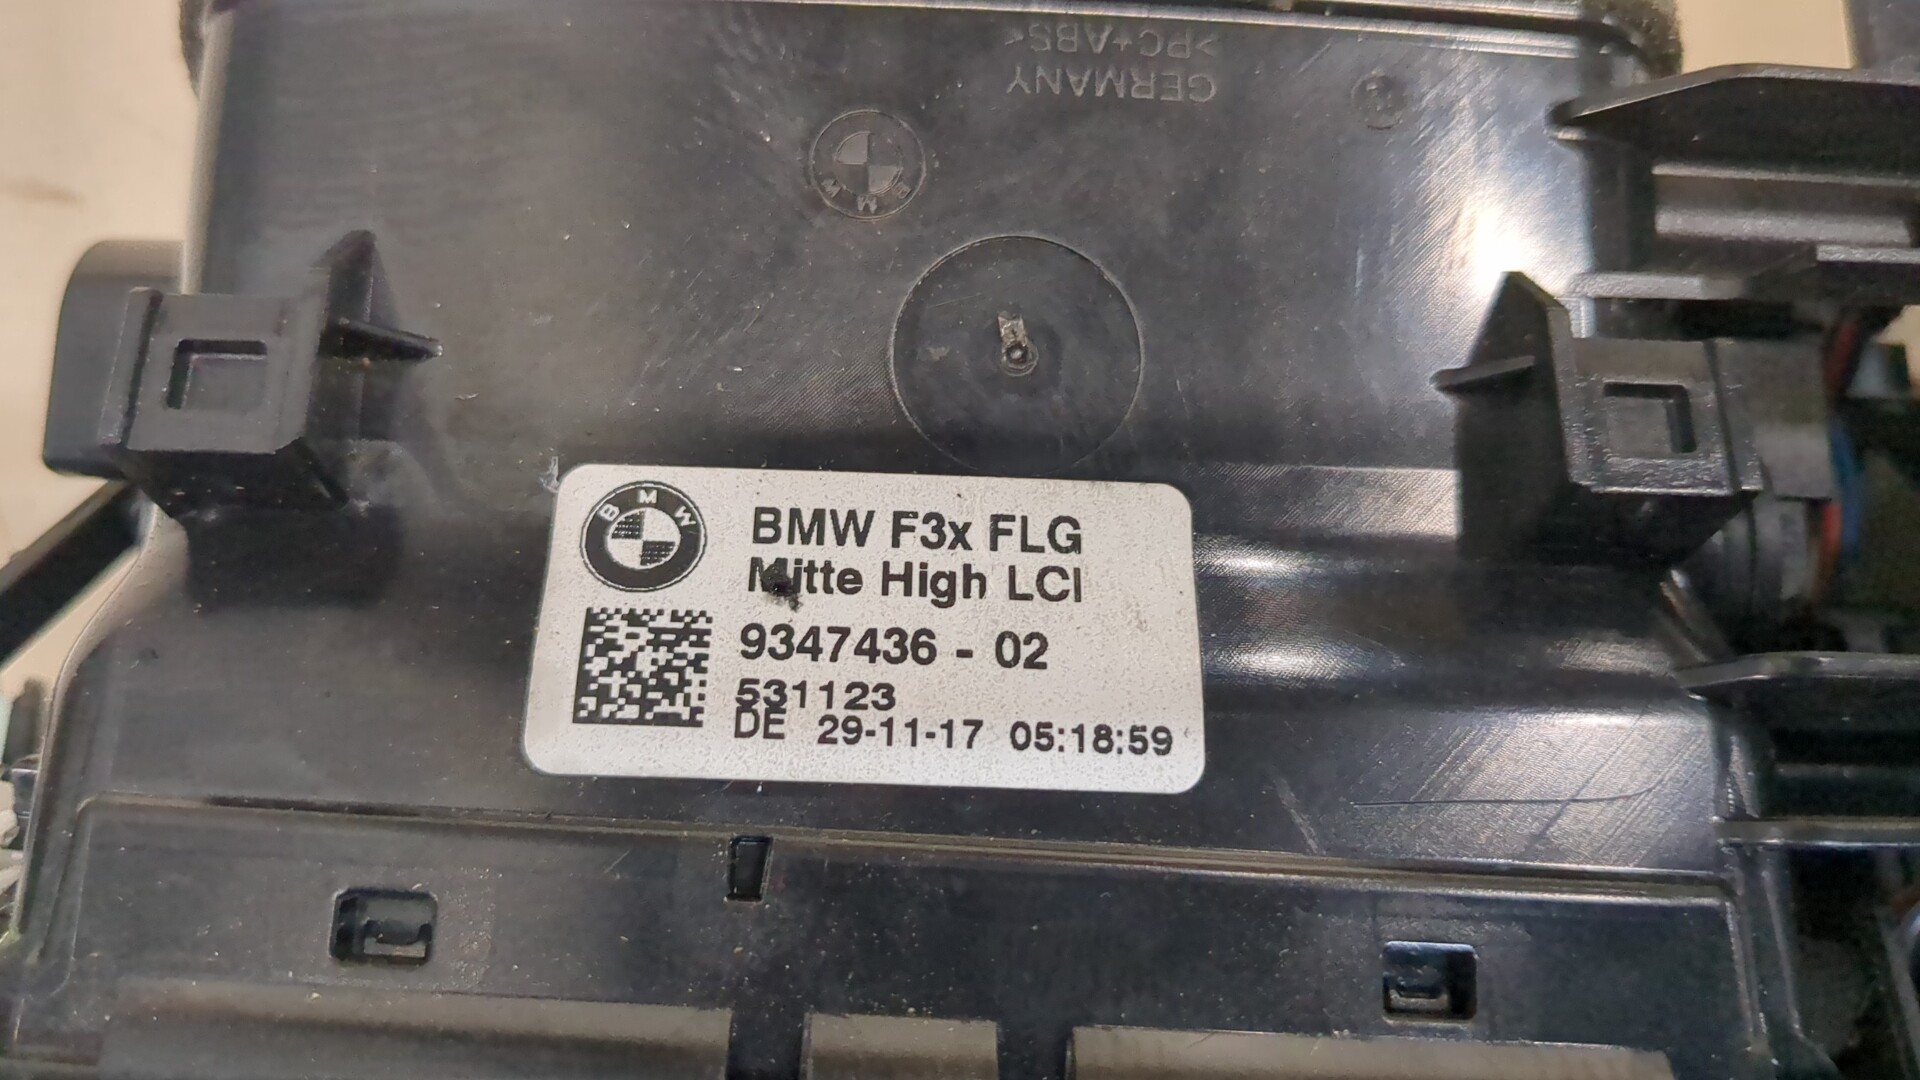 >PC+ABS<
GERMANY
BMW
BMW
BMW F3x FLG
Mitte High LCI
9347436 - 02
531123
DE 29-11-17 05:18:59